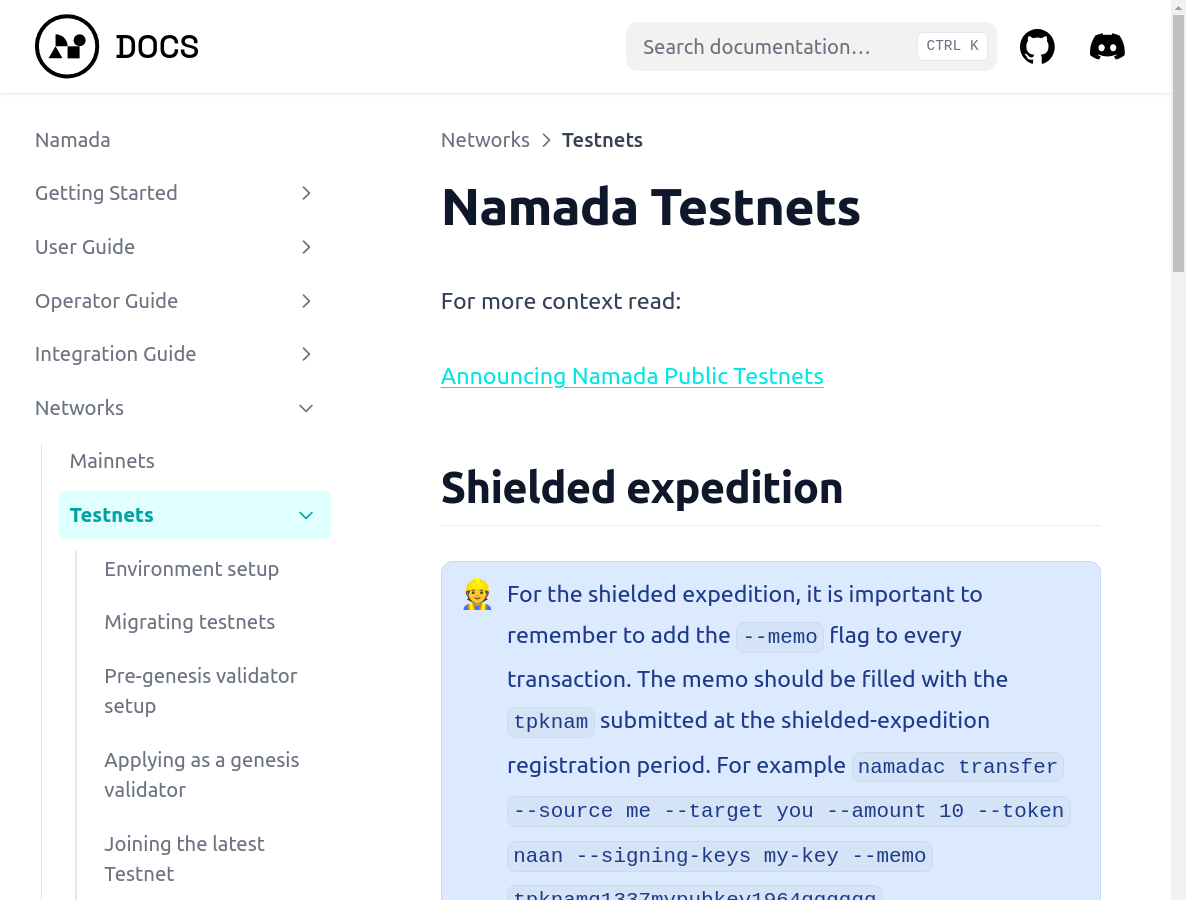 DOCS
Search documentation…
CTRL K
Namada
Getting Started
User Guide
Operator Guide
Integration Guide
Networks
Mainnets
Testnets
Environment setup
Migrating testnets
Pre-genesis validator
setup
Applying as a genesis
validator
Joining the latest
Testnet
Networks
Testnets
Namada Testnets
For more context read:
Announcing Namada Public Testnets
Shielded expedition
For the shielded expedition, it is important to
remember to add the --memo flag to every
transaction. The memo should be filled with the
tpknam submitted at the shielded-expedition
registration period. For example namadac transfer
--source me --target you --amount 10 --token
naan --signing-keys my-key --memo